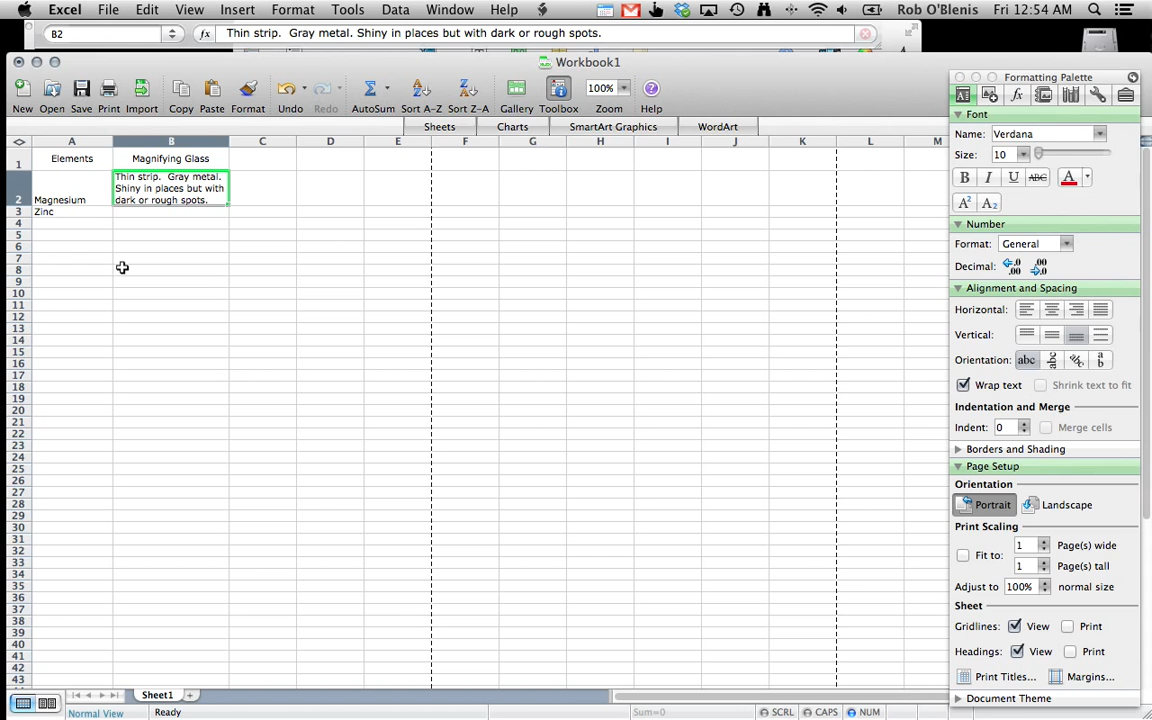 Excel File Edit View Insert Format Tools Data Window Help Rob O'Blenis Fri 12:54 AM
B2 fx Thin strip.  Gray metal. Shiny in places but with dark or rough spots.
Workbook1
100%
New Open Save Print Import Copy Paste Format Undo Redo AutoSum Sort A-Z Sort Z-A Gallery Toolbox Zoom Help
Sheets Charts SmartArt Graphics WordArt
A B C D E F G H I J K L M
1 Elements Magnifying Glass
Thin strip.  Gray metal.
Shiny in places but with
2 Magnesium dark or rough spots.
3 Zinc
4
5
6
7
8
9
10
11
12
13
14
15
16
17
18
19
20
21
22
23
24
25
26
27
28
29
30
31
32
33
34
35
36
37
38
39
40
41
42
43
Sheet1
Normal View Ready Sum=0 SCRL CAPS NUM
Formatting Palette
Font
Name: Verdana
Size: 10
B I U ABC A
A2 A2
Number
Format: General
Decimal: .0 .00 .00 .0
Alignment and Spacing
Horizontal:
Vertical:
Orientation: abc abc abc a b
Wrap text Shrink text to fit
Indentation and Merge
Indent: 0 Merge cells
Borders and Shading
Page Setup
Orientation
Portrait Landscape
Print Scaling
Fit to: 1 Page(s) wide
1 Page(s) tall
Adjust to 100% normal size
Sheet
Gridlines: View Print
Headings: View Print
Print Titles... Margins...
Document Theme